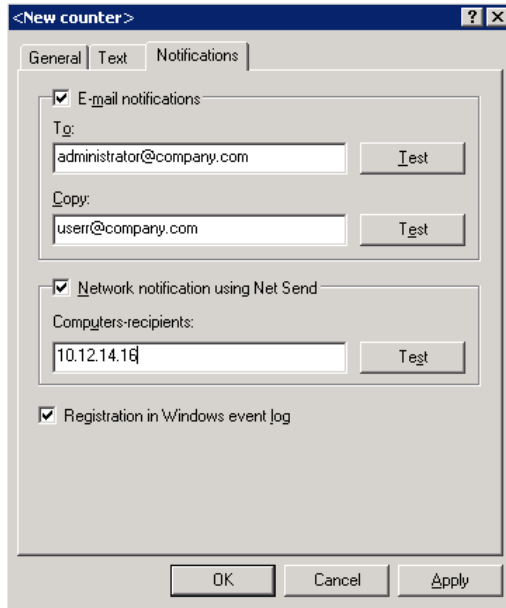 <New counter>
General Text Notifications
E-mail notifications
To:
administrator@company.com Test
Copy:
userr@company.com Test
Network notification using Net Send
Computers-recipients:
10.12.14.16 Test
Registration in Windows event log
OK Cancel Apply